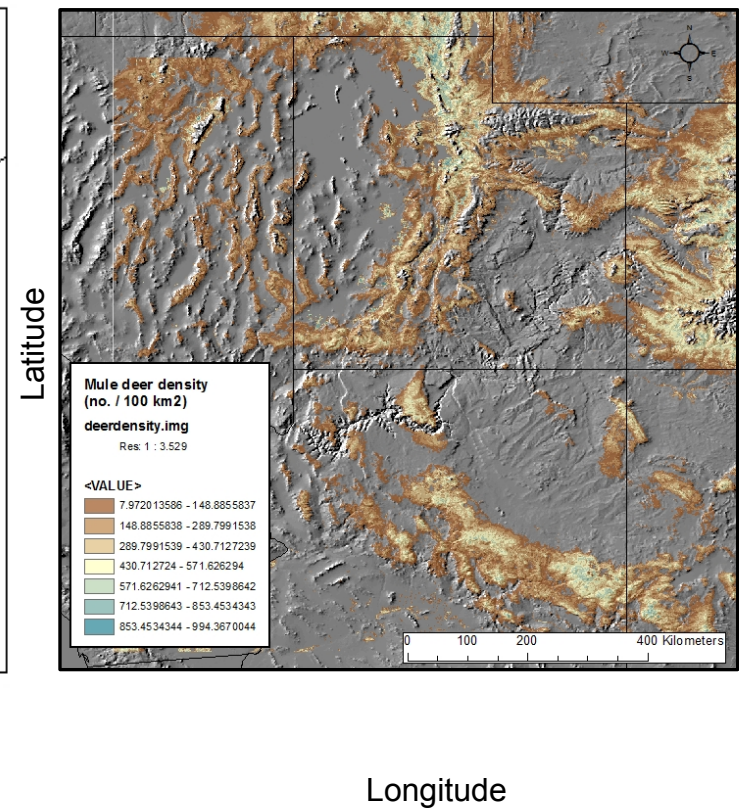 N
W E
S
Latitude
Mule deer density
(no. / 100 km2)
deerdensity.img
Res: 1 : 3.529
<VALUE>
7.972013586 - 148.8855837
148.8855838 - 289.7991538
289.7991539 - 430.7127239
430.712724 - 571.626294
571.6262941 - 712.5398642
712.5398643 - 853.4534343
853.4534344 - 994.3670044
0 100 200 400 Kilometers
Longitude